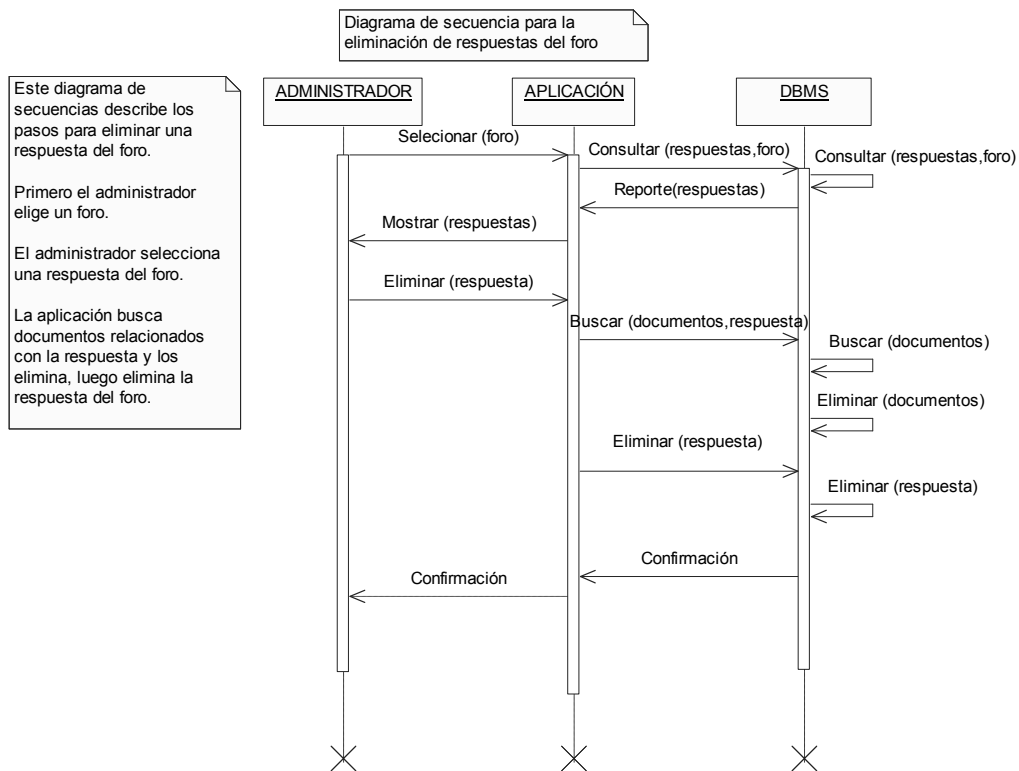 Diagrama de secuencia para la
eliminación de respuestas del foro
Este diagrama de
secuencias describe los
pasos para eliminar una
respuesta del foro.
Primero el administrador
elige un foro.
El administrador selecciona
una respuesta del foro.
La aplicación busca
documentos relacionados
con la respuesta y los
elimina, luego elimina la
respuesta del foro.
ADMINISTRADOR
APLICACIÓN
DBMS
Selecionar (foro)
Consultar (respuestas,foro)
Consultar (respuestas,foro)
Reporte(respuestas)
Mostrar (respuestas)
Eliminar (respuesta)
Buscar (documentos,respuesta)
Buscar (documentos)
Eliminar (documentos)
Eliminar (respuesta)
Eliminar (respuesta)
Confirmación
Confirmación